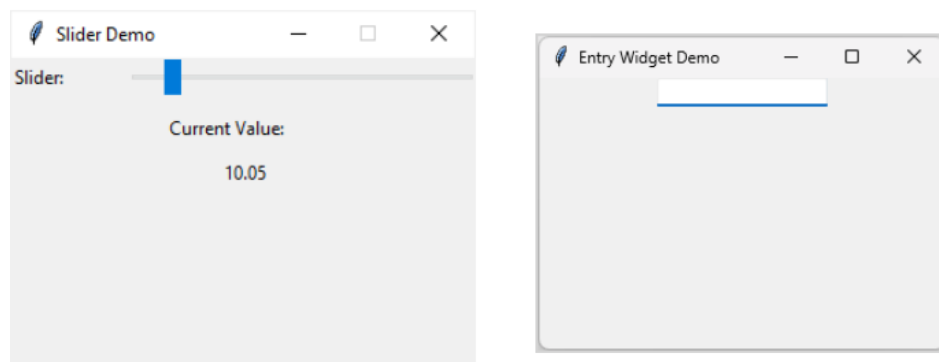 Slider Demo
Slider:
Current Value:
10.05
Entry Widget Demo